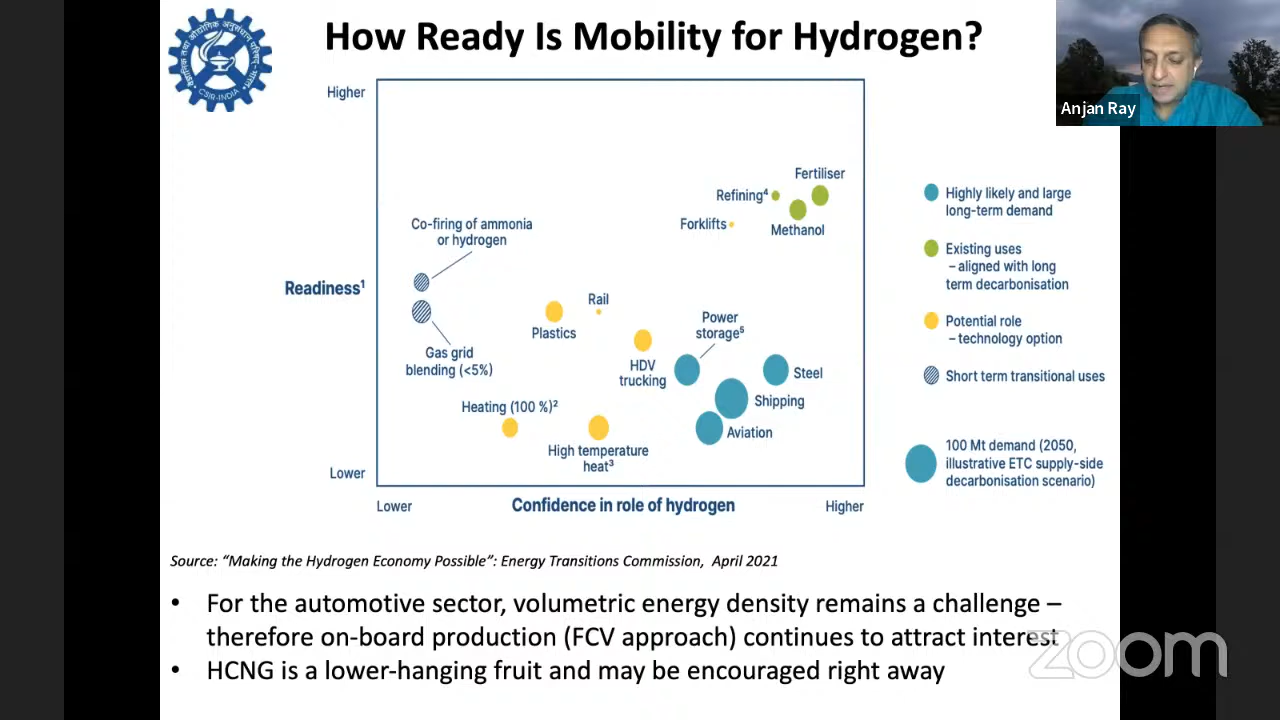 How Ready Is Mobility for Hydrogen?
CSIR-INDIA
Anjan Ray
Higher
Fertiliser
Refining⁴
Forklifts
Methanol
Co-firing of ammonia
or hydrogen
Readiness¹
Rail
Plastics
Power
storage⁵
Gas grid
blending (<5%)
HDV
trucking
Steel
Shipping
Heating (100 %)²
Aviation
High temperature
heat³
Lower
Lower
Confidence in role of hydrogen
Higher
Highly likely and large
long-term demand
Existing uses
– aligned with long
term decarbonisation
Potential role
– technology option
Short term transitional uses
100 Mt demand (2050,
illustrative ETC supply-side
decarbonisation scenario)
Source: “Making the Hydrogen Economy Possible”: Energy Transitions Commission, April 2021
• For the automotive sector, volumetric energy density remains a challenge –
therefore on-board production (FCV approach) continues to attract interest
• HCNG is a lower-hanging fruit and may be encouraged right away
zoom